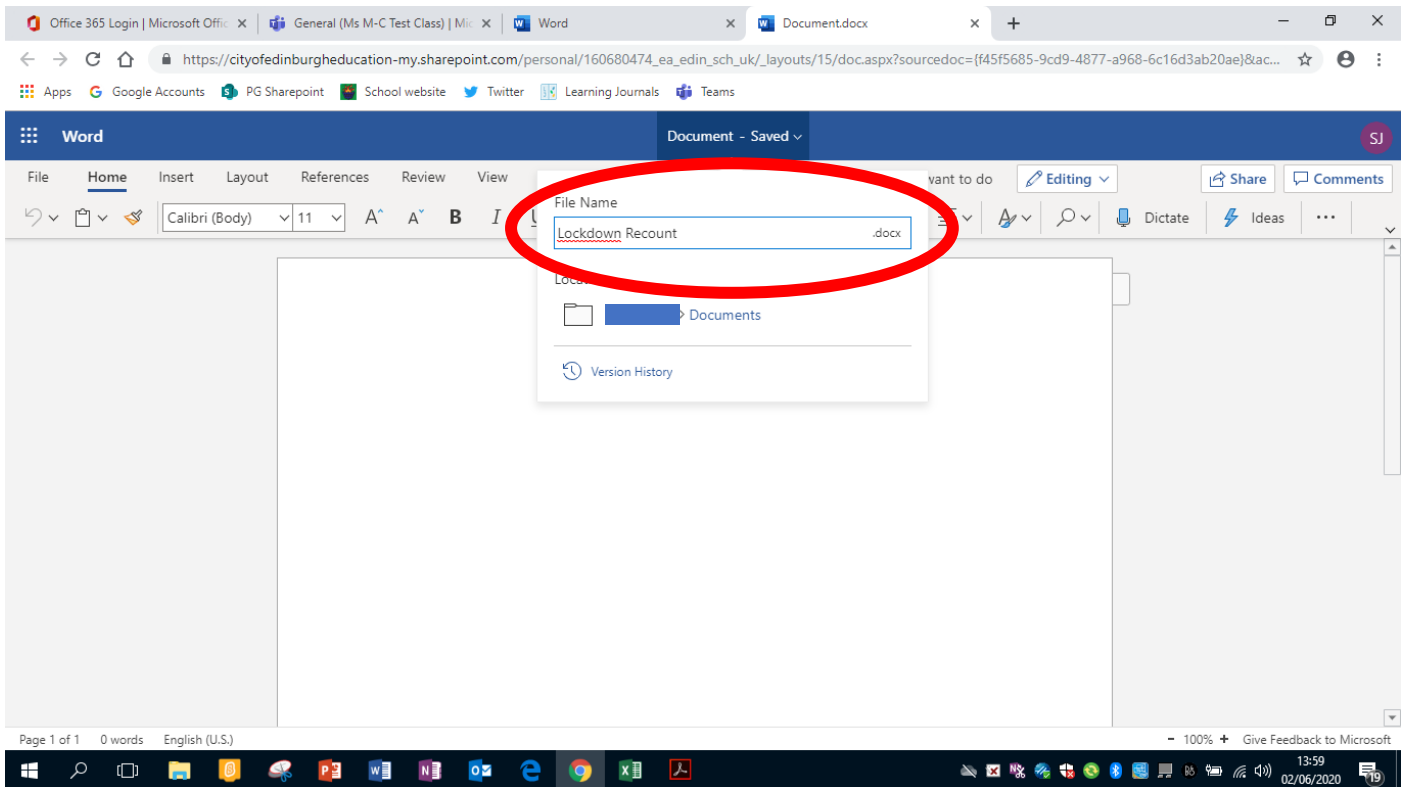 Office 365 Login | Microsoft Offic
General (Ms M-C Test Class) | Mic
Word
Document.docx
https://cityofedinburgheducation-my.sharepoint.com/personal/160680474_ea_edin_sch_uk/_layouts/15/doc.aspx?sourcedoc={f45f5685-9cd9-4877-a968-6c16d3ab20ae}&ac...
Apps Google Accounts PG Sharepoint School website Twitter Learning Journals Teams
Word Document - Saved SJ
File Home Insert Layout References Review View want to do Editing Share Comments
Calibri (Body) 11 A A B I U Dictate Ideas ...
File Name
Lockdown Recount .docx
Documents
Version History
Page 1 of 1 0 words English (U.S.) - 100% + Give Feedback to Microsoft
13:59
02/06/2020
19